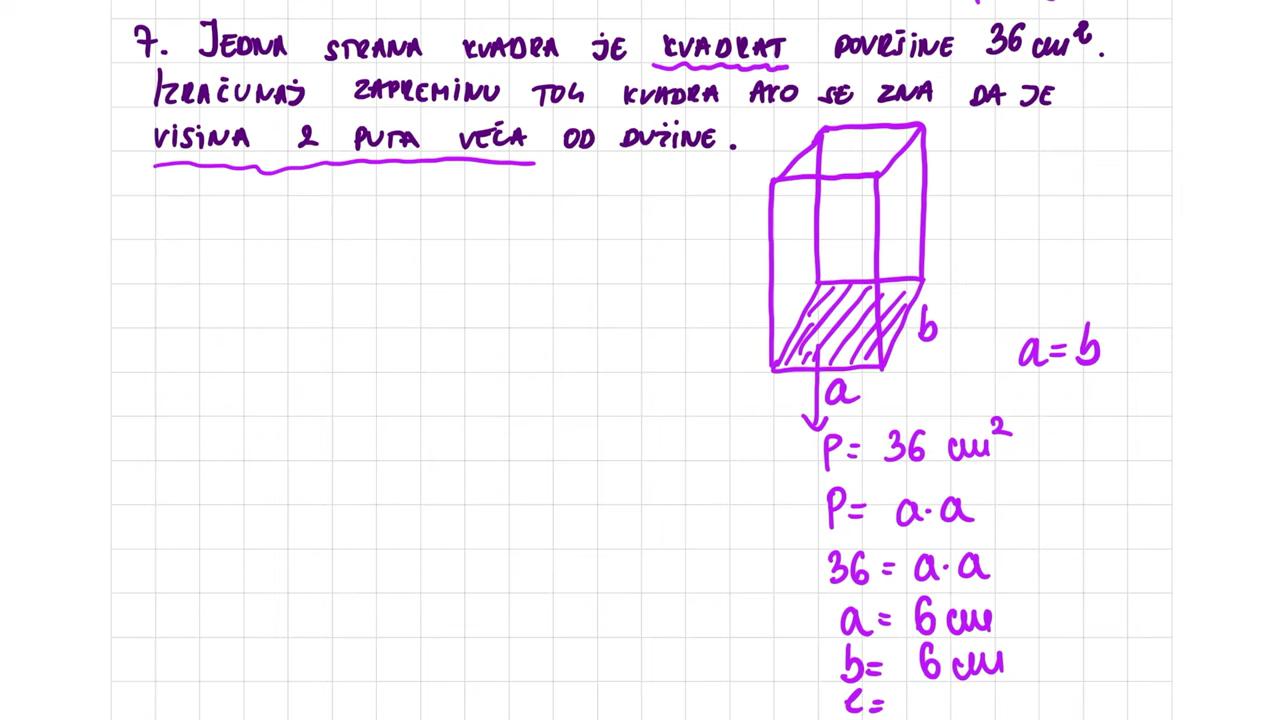 7. JEDNA STRANA KVADRA JE KVADRAT POVRŠINE 36 cm².
IZRAČUNAJ ZAPREMINU TOG KVADRA AKO SE ZNA DA JE
VISINA 2 PUTA VEĆA OD DUŽINE.
b
a = b
a
P = 36 cm²
P = a · a
36 = a · a
a = 6 cm
b = 6 cm
c =